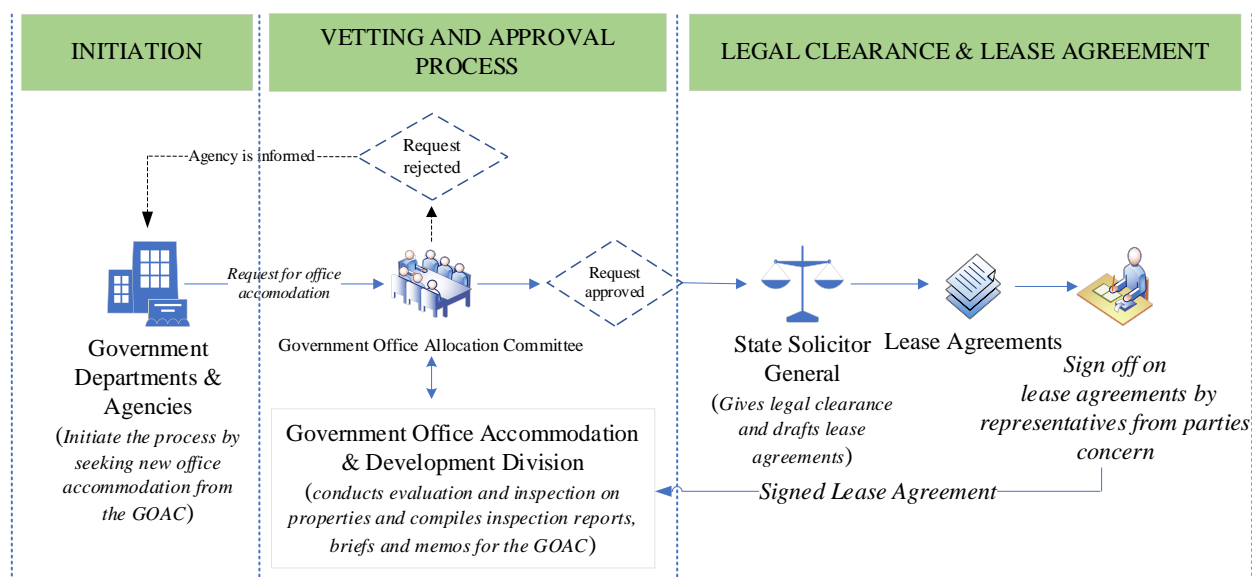 INITIATION
VETTING AND APPROVAL
PROCESS
LEGAL CLEARANCE & LEASE AGREEMENT
Agency is informed
Request
rejected
Request for office
accomodation
Request
approved
Government Office Allocation Committee
Government
Departments &
Agencies
(Initiate the process by
seeking new office
accommodation from
the GOAC)
Government Office Accommodation
& Development Division
(conducts evaluation and inspection on
properties and compiles inspection reports,
briefs and memos for the GOAC)
State Solicitor
General
(Gives legal clearance
and drafts lease
agreements)
Lease Agreements
Sign off on
lease agreements by
representatives from parties
concern
Signed Lease Agreement